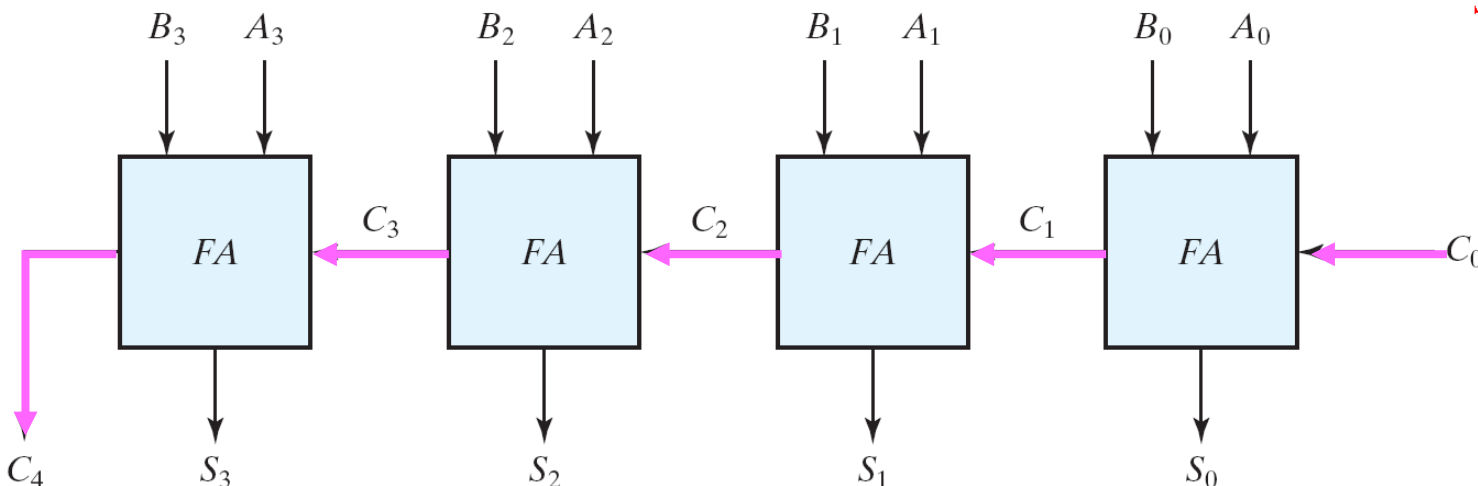 B₃ A₃ B₂ A₂ B₁ A₁ B₀ A₀
FA C₃ FA C₂ FA C₁ FA C₀
C₄ S₃ S₂ S₁ S₀